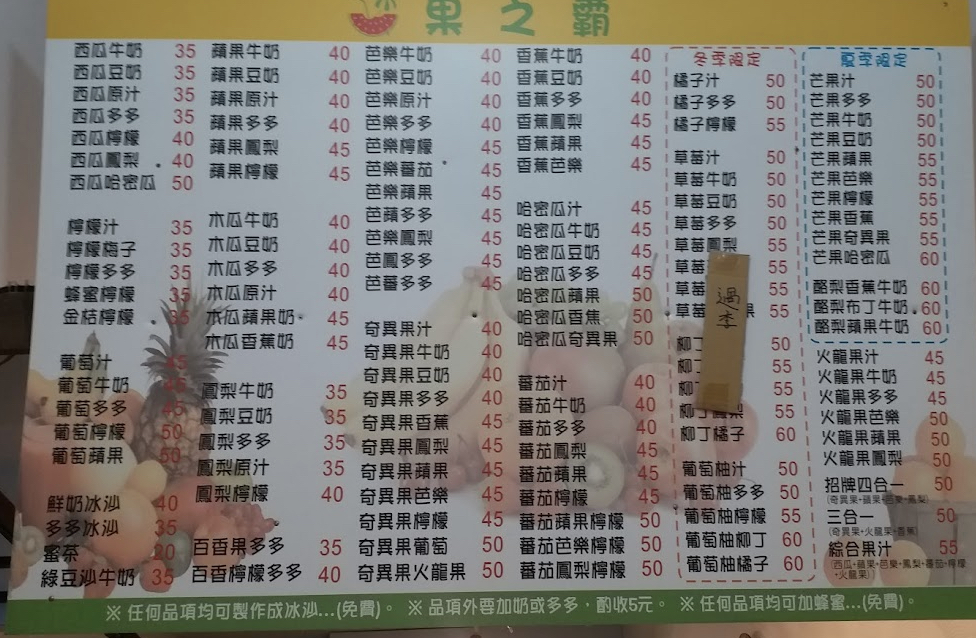 果之霸
西瓜牛奶 35
西瓜豆奶 35
西瓜原汁 35
西瓜多多 35
西瓜檸檬 40
西瓜鳳梨 40
西瓜哈密瓜 50
檸檬汁 35
檸檬梅子 35
檸檬多多 35
蜂蜜檸檬 35
金桔檸檬 35
葡萄汁 45
葡萄牛奶 45
葡萄多多 45
葡萄檸檬 50
葡萄蘋果 50
鮮奶冰沙 40
多多冰沙 35
蜜茶 20
綠豆沙牛奶 35
蘋果牛奶 40
蘋果豆奶 40
蘋果原汁 40
蘋果多多 40
蘋果鳳梨 45
蘋果檸檬 45
木瓜牛奶 40
木瓜豆奶 40
木瓜多多 40
木瓜原汁 40
木瓜蘋果奶 45
木瓜香蕉奶 45
鳳梨牛奶 35
鳳梨豆奶 35
鳳梨多多 35
鳳梨原汁 35
鳳梨檸檬 40
百香果多多 35
百香檸檬多多 40
芭樂牛奶 40
芭樂豆奶 40
芭樂原汁 40
芭樂多多 40
芭樂檸檬 40
芭樂蕃茄 45
芭樂蘋果 45
芭蘋多多 45
芭樂鳳梨 45
芭鳳多多 45
芭蕃多多 45
奇異果汁 40
奇異果牛奶 40
奇異果豆奶 40
奇異果多多 40
奇異果香蕉 45
奇異果鳳梨 45
奇異果蘋果 45
奇異果芭樂 45
奇異果檸檬 45
奇異果葡萄 50
奇異果火龍果 50
香蕉牛奶 40
香蕉豆奶 40
香蕉多多 40
香蕉鳳梨 45
香蕉蘋果 45
香蕉芭樂 45
哈密瓜汁 45
哈密瓜牛奶 45
哈密瓜豆奶 45
哈密瓜多多 45
哈密瓜蘋果 50
哈密瓜香蕉 50
哈密瓜奇異果 50
蕃茄汁 40
蕃茄牛奶 40
蕃茄多多 40
蕃茄鳳梨 45
蕃茄蘋果 45
蕃茄檸檬 45
蕃茄蘋果檸檬 50
蕃茄芭樂檸檬 50
蕃茄鳳梨檸檬 50
冬季限定
橘子汁 50
橘子多多 50
橘子檸檬 55
草莓汁 50
草莓牛奶 50
草莓豆奶 50
草莓多多 50
草莓鳳梨 55
草莓 55
草莓 55
草莓 果 55
過季
柳丁 50
柳丁 55
柳丁 55
柳丁鳳梨 55
柳丁橘子 60
葡萄柚汁 50
葡萄柚多多 50
葡萄柚檸檬 55
葡萄柚柳丁 60
葡萄柚橘子 60
夏季限定
芒果汁 50
芒果多多 50
芒果牛奶 50
芒果豆奶 50
芒果蘋果 55
芒果芭樂 55
芒果檸檬 55
芒果香蕉 55
芒果奇異果 55
芒果哈密瓜 60
酪梨香蕉牛奶 60
酪梨布丁牛奶 60
酪梨蘋果牛奶 60
火龍果汁 45
火龍果牛奶 45
火龍果多多 45
火龍果芭樂 50
火龍果蘋果 50
火龍果鳳梨 50
招牌四合一 50
(奇異果+蘋果+芭樂+鳳梨)
三合一 50
(奇異果+火龍果+香蕉)
綜合果汁 55
(西瓜+蘋果+芭樂+鳳梨+蕃茄+檸檬
+火龍果)
※ 任何品項均可製作成冰沙...(免費)。 ※ 品項外要加奶或多多，酌收5元。 ※ 任何品項均可加蜂蜜...(免費)。